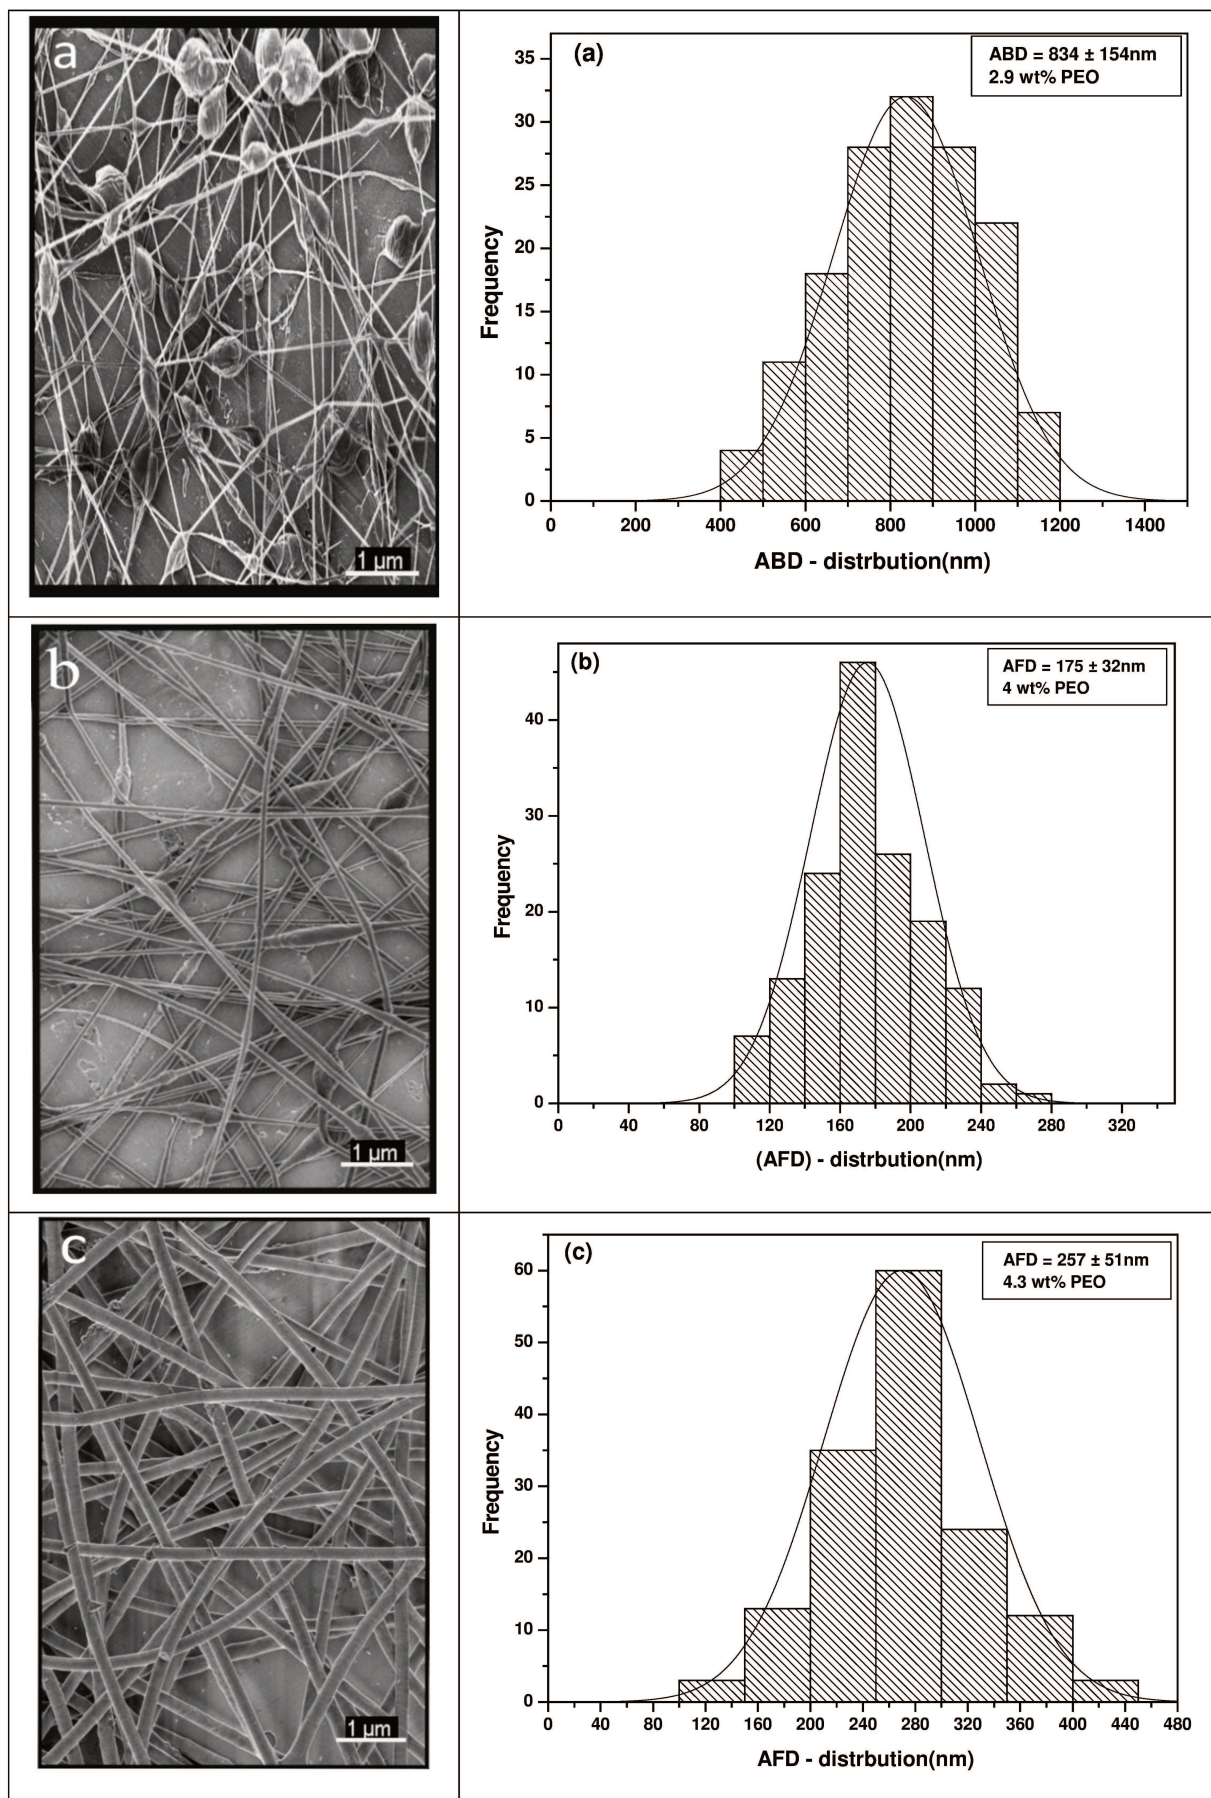 a
1 µm
(a)
ABD = 834 ± 154nm
2.9 wt% PEO
35
30
25
20
15
10
5
0
Frequency
0 200 400 600 800 1000 1200 1400
ABD - distrbution(nm)
b
1 µm
(b)
AFD = 175 ± 32nm
4 wt% PEO
40
30
20
10
0
Frequency
0 40 80 120 160 200 240 280 320
(AFD) - distrbution(nm)
c
1 µm
(c)
AFD = 257 ± 51nm
4.3 wt% PEO
60
50
40
30
20
10
0
Frequency
0 40 80 120 160 200 240 280 320 360 400 440 480
AFD - distrbution(nm)